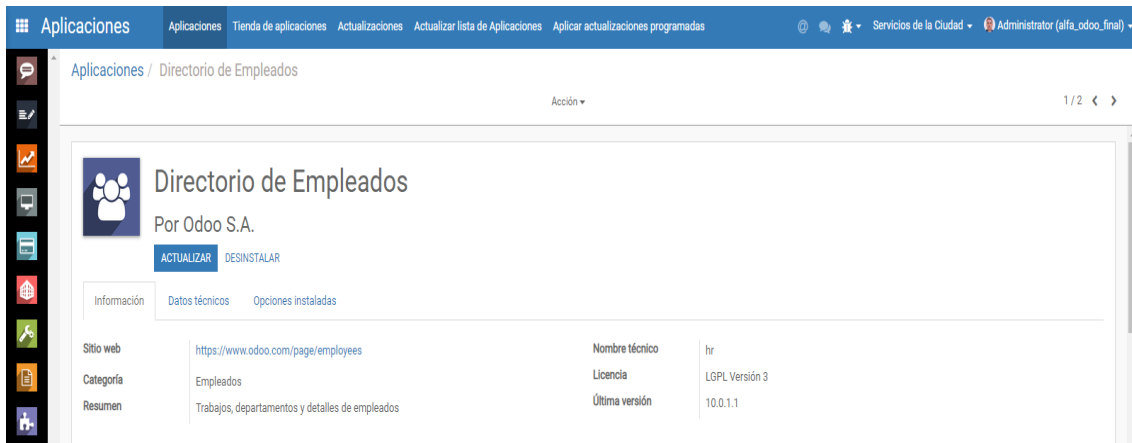 Aplicaciones Aplicaciones Tienda de aplicaciones Actualizaciones Actualizar lista de Aplicaciones Aplicar actualizaciones programadas @ Servicios de la Ciudad Administrator (alfa_odoo_final)
Aplicaciones / Directorio de Empleados
Acción 1 / 2
Directorio de Empleados
Por Odoo S.A.
ACTUALIZAR DESINSTALAR
Información Datos técnicos Opciones instaladas
Sitio web https://www.odoo.com/page/employees Nombre técnico hr
Categoría Empleados Licencia LGPL Versión 3
Resumen Trabajos, departamentos y detalles de empleados Última versión 10.0.1.1